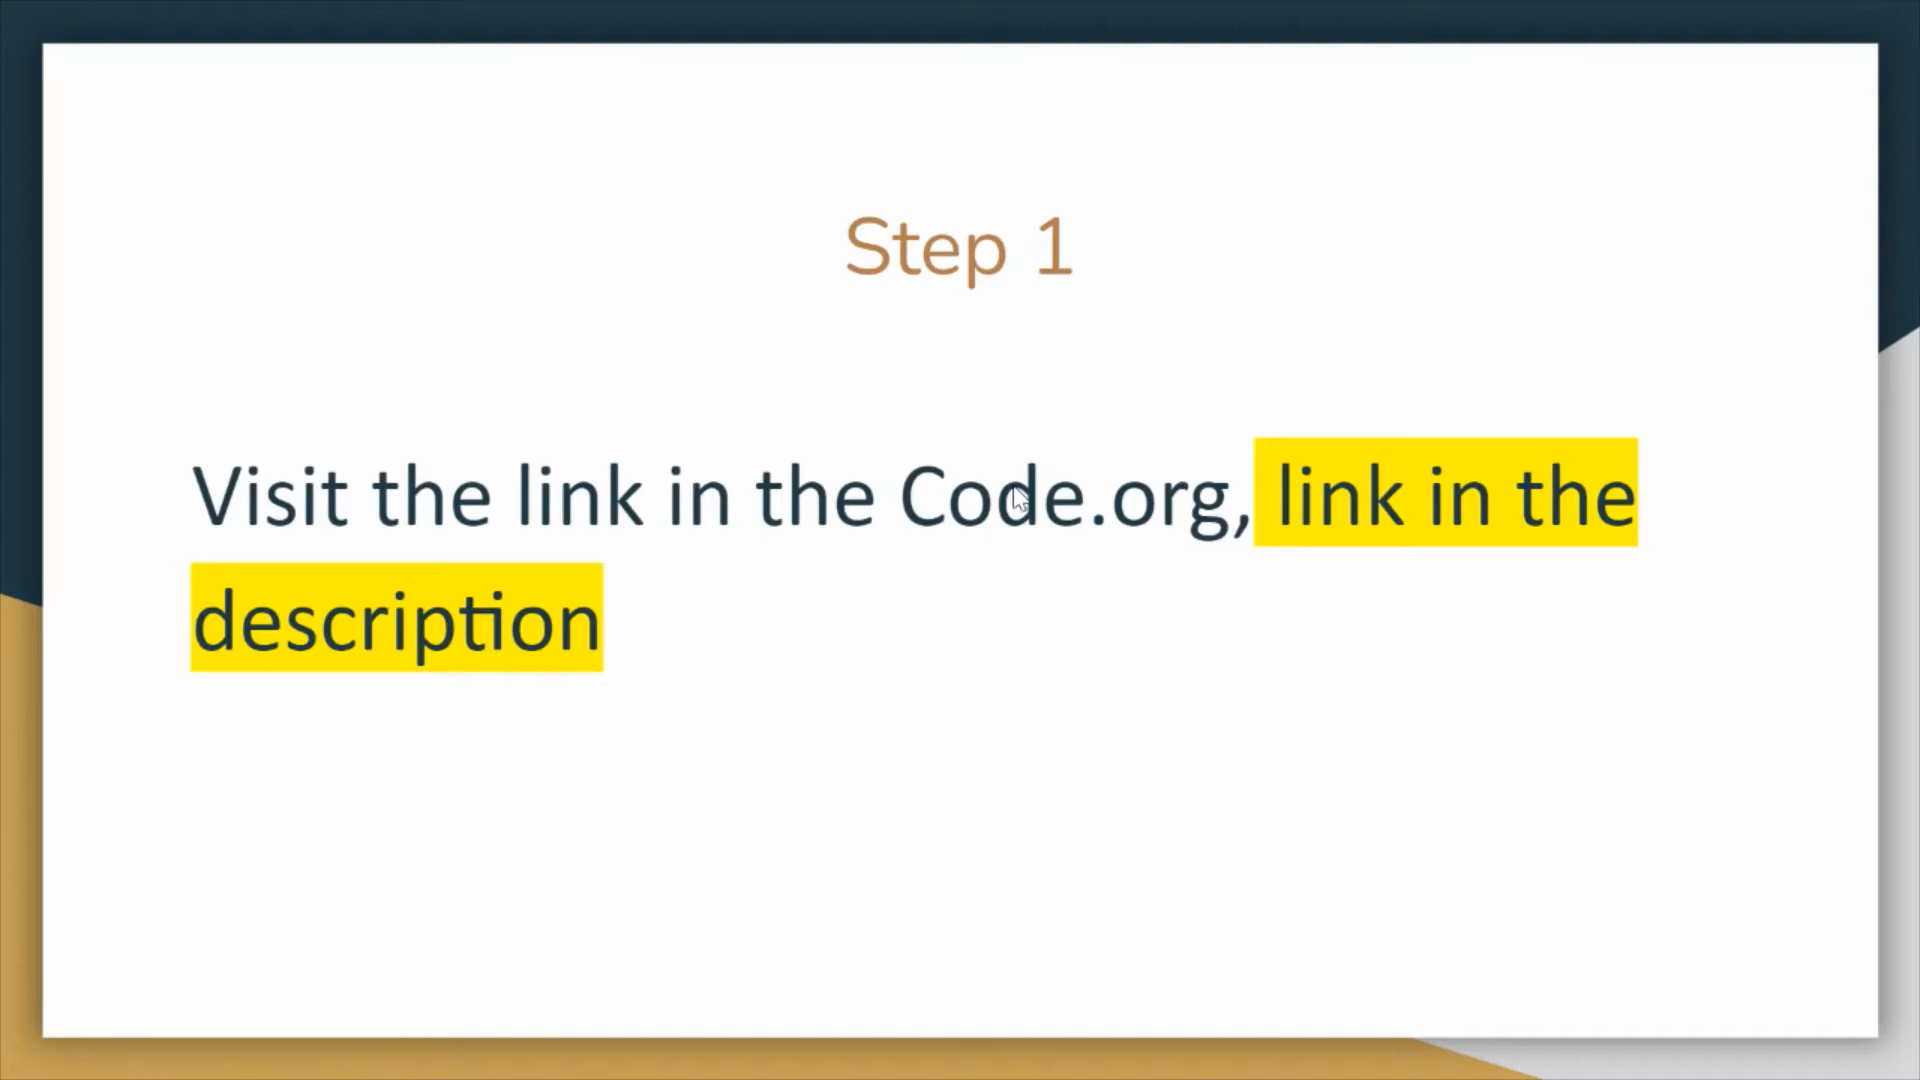 Step 1
Visit the link in the Code.org, link in the
description